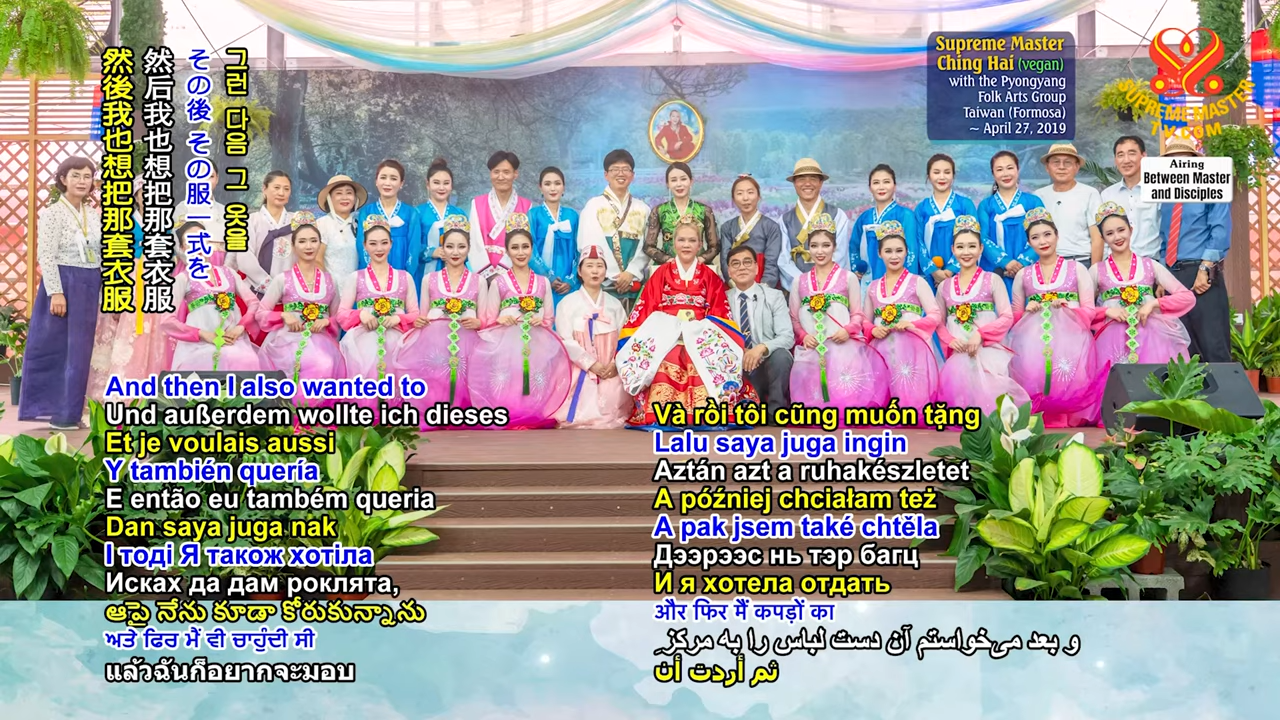 그런 다음 그 옷을
その後 その服一式を
然后我也想把那套衣服
然後我也想把那套衣服
Supreme Master
Ching Hai (vegan)
with the Pyongyang
Folk Arts Group
Taiwan (Formosa)
~ April 27, 2019
SUPREME MASTER
TV.COM
Airing
Between Master
and Disciples
And then I also wanted to
Und außerdem wollte ich dieses
Et je voulais aussi
Y también quería
E então eu também queria
Dan saya juga nak
І тоді Я також хотіла
Исках да дам роклята,
ఆపై నేను కూడా కోరుకున్నాను
ਅਤੇ ਫਿਰ ਮੈਂ ਵੀ ਚਾਹੁੰਦੀ ਸੀ
แล้วฉันก็อยากจะมอบ
Và rồi tôi cũng muốn tặng
Lalu saya juga ingin
Aztán azt a ruhakészletet
A później chciałam też
A pak jsem také chtěla
Дээрээс нь тэр багц
И я хотела отдать
और फिर मैं कपड़ों का
و بعد می‌خواستم آن دست لباس را به مرکزِ
ثم أردت أن